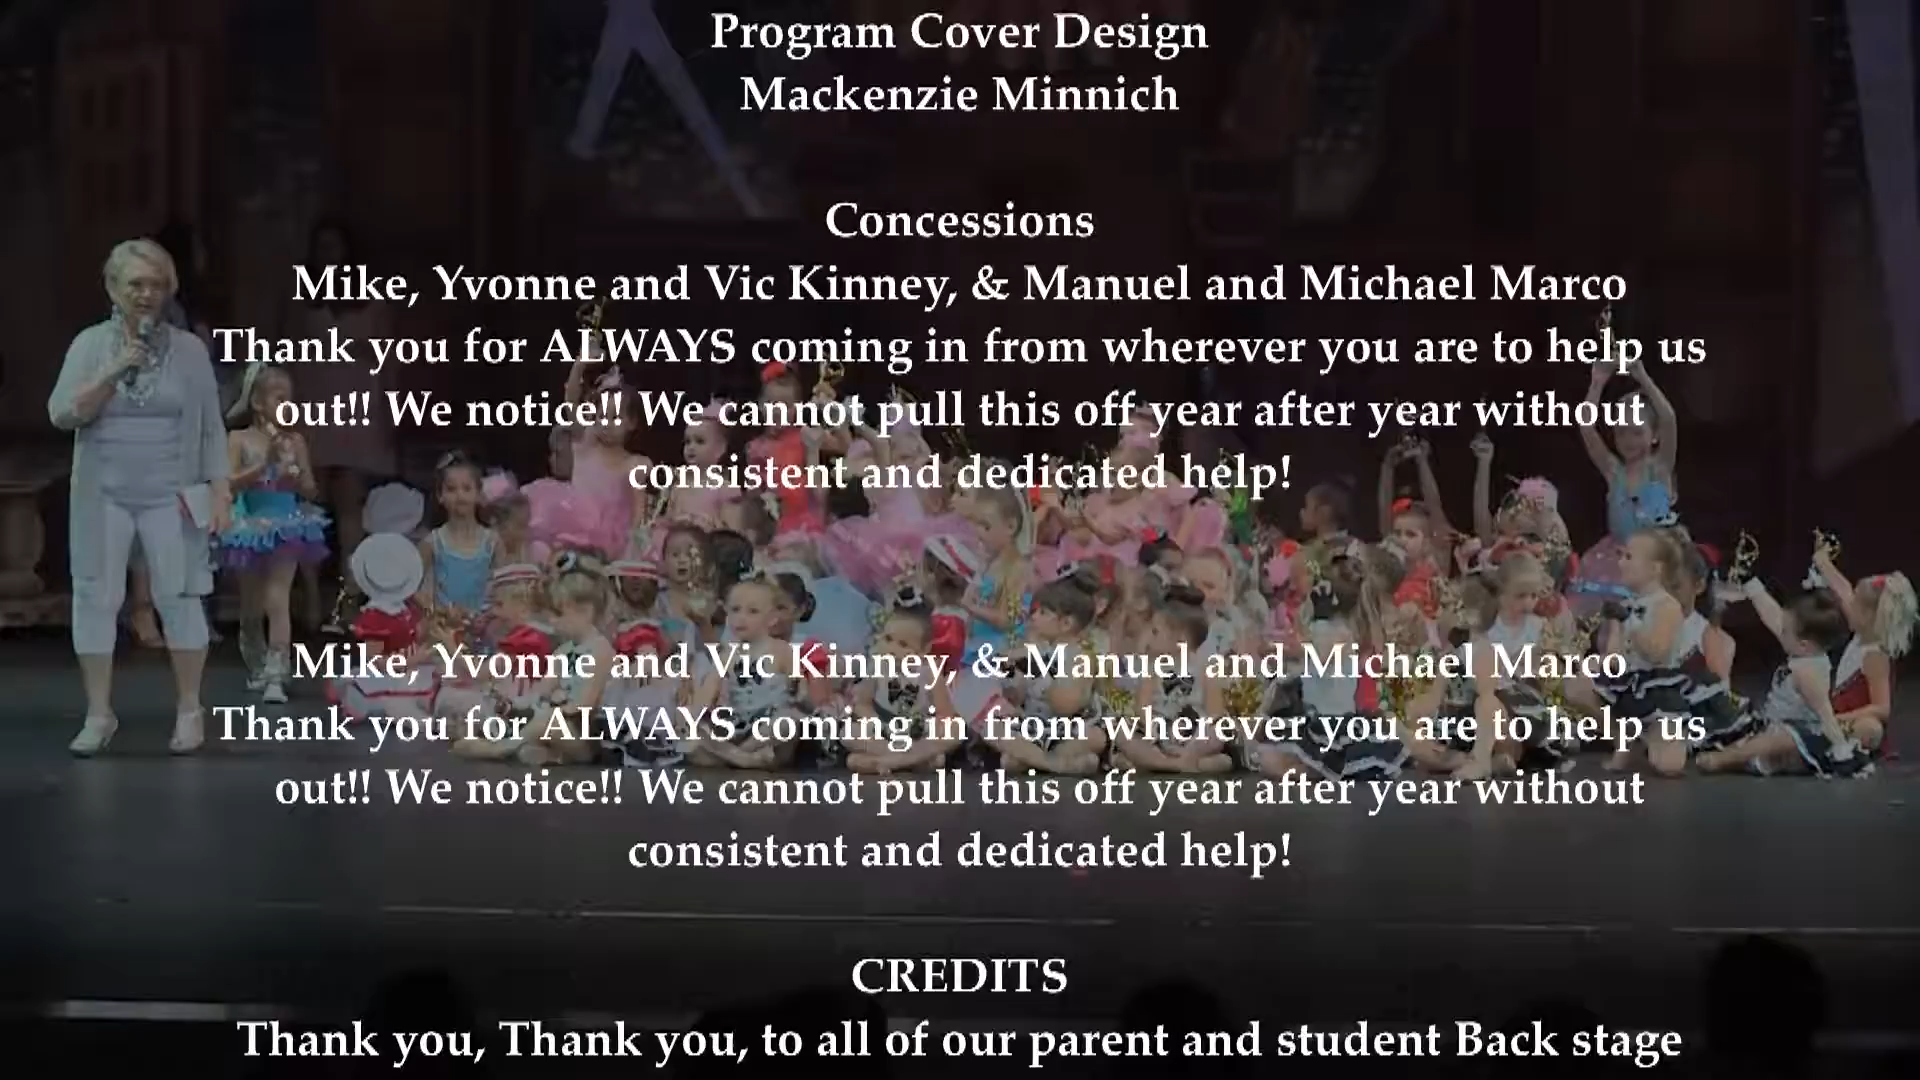 Program Cover Design
Mackenzie Minnich
Concessions
Mike, Yvonne and Vic Kinney, & Manuel and Michael Marco
Thank you for ALWAYS coming in from wherever you are to help us
out!! We notice!! We cannot pull this off year after year without
consistent and dedicated help!
Mike, Yvonne and Vic Kinney, & Manuel and Michael Marco
Thank you for ALWAYS coming in from wherever you are to help us
out!! We notice!! We cannot pull this off year after year without
consistent and dedicated help!
CREDITS
Thank you, Thank you, to all of our parent and student Back stage